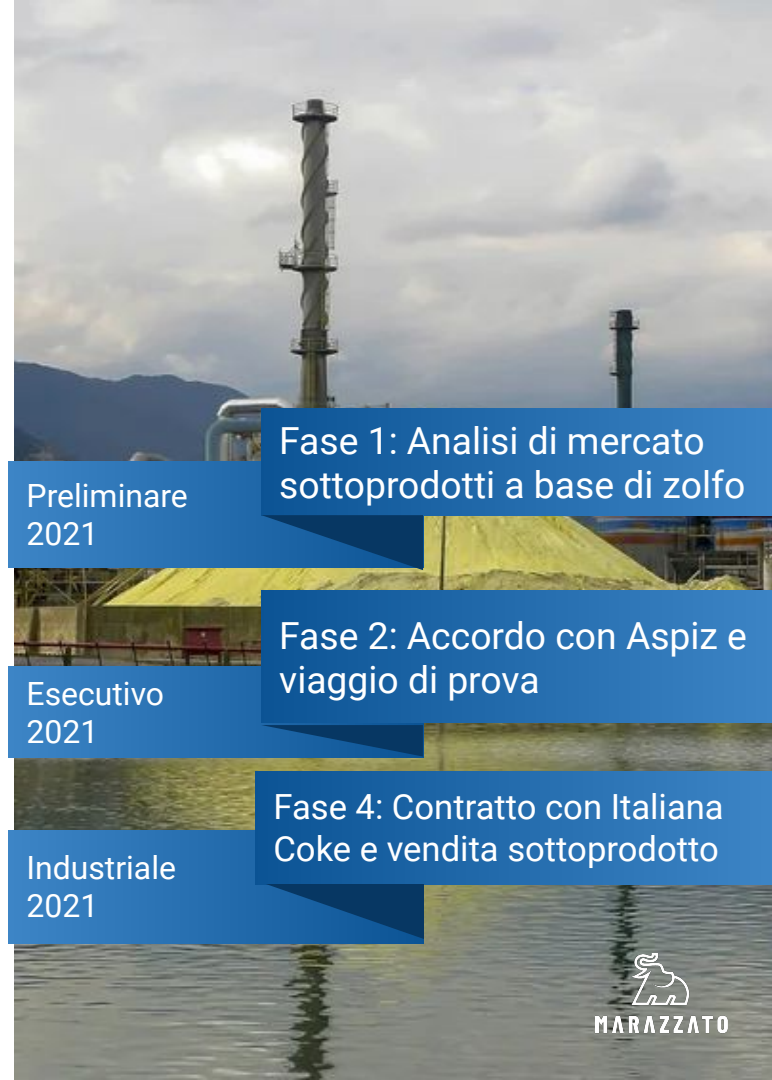 Fase 1: Analisi di mercato
sottoprodotti a base di zolfo
Preliminare
2021
Fase 2: Accordo con Aspiz e
viaggio di prova
Esecutivo
2021
Fase 4: Contratto con Italiana
Coke e vendita sottoprodotto
Industriale
2021
MARAZZATO